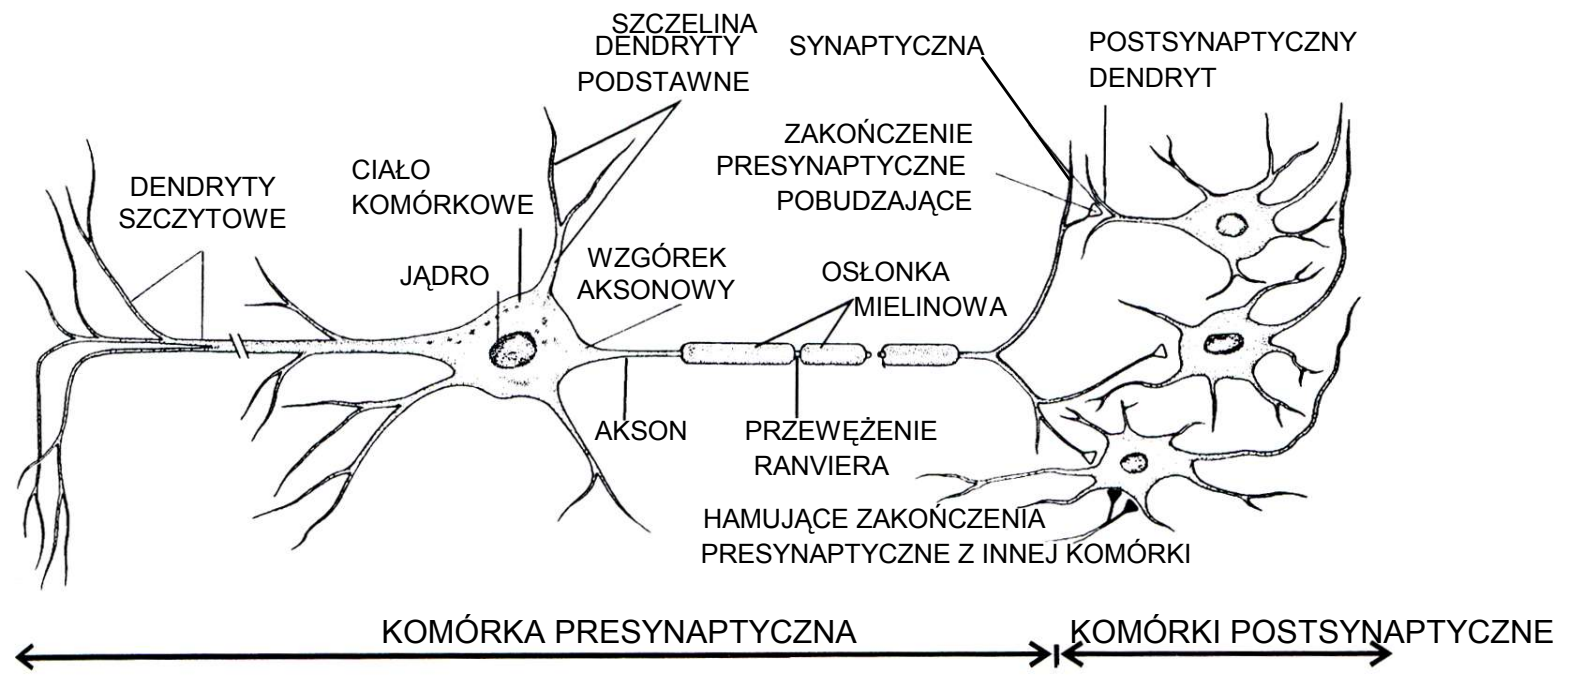 SZCZELINA
DENDRYTY
PODSTAWNE
SYNAPTYCZNA
POSTSYNAPTYCZNY
DENDRYT
ZAKOŃCZENIE
PRESYNAPTYCZNE
POBUDZAJĄCE
CIAŁO
KOMÓRKOWE
DENDRYTY
SZCZYTOWE
JĄDRO
WZGÓREK
AKSONOWY
OSŁONKA
MIELINOWA
AKSON
PRZEWĘŻENIE
RANVIERA
HAMUJĄCE ZAKOŃCZENIA
PRESYNAPTYCZNE Z INNEJ KOMÓRKI
KOMÓRKA PRESYNAPTYCZNA
KOMÓRKI POSTSYNAPTYCZNE